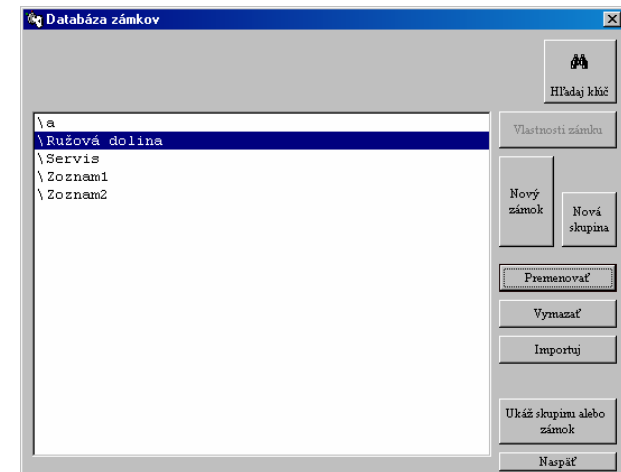 Databáza zámkov
Hľadaj kľúč
\a
\Ružová dolina
\Servis
\Zoznam1
\Zoznam2
Vlastnosti zámku
Nový
zámok
Nová
skupina
Premenovať
Vymazať
Importuj
Ukáž skupinu alebo
zámok
Naspäť